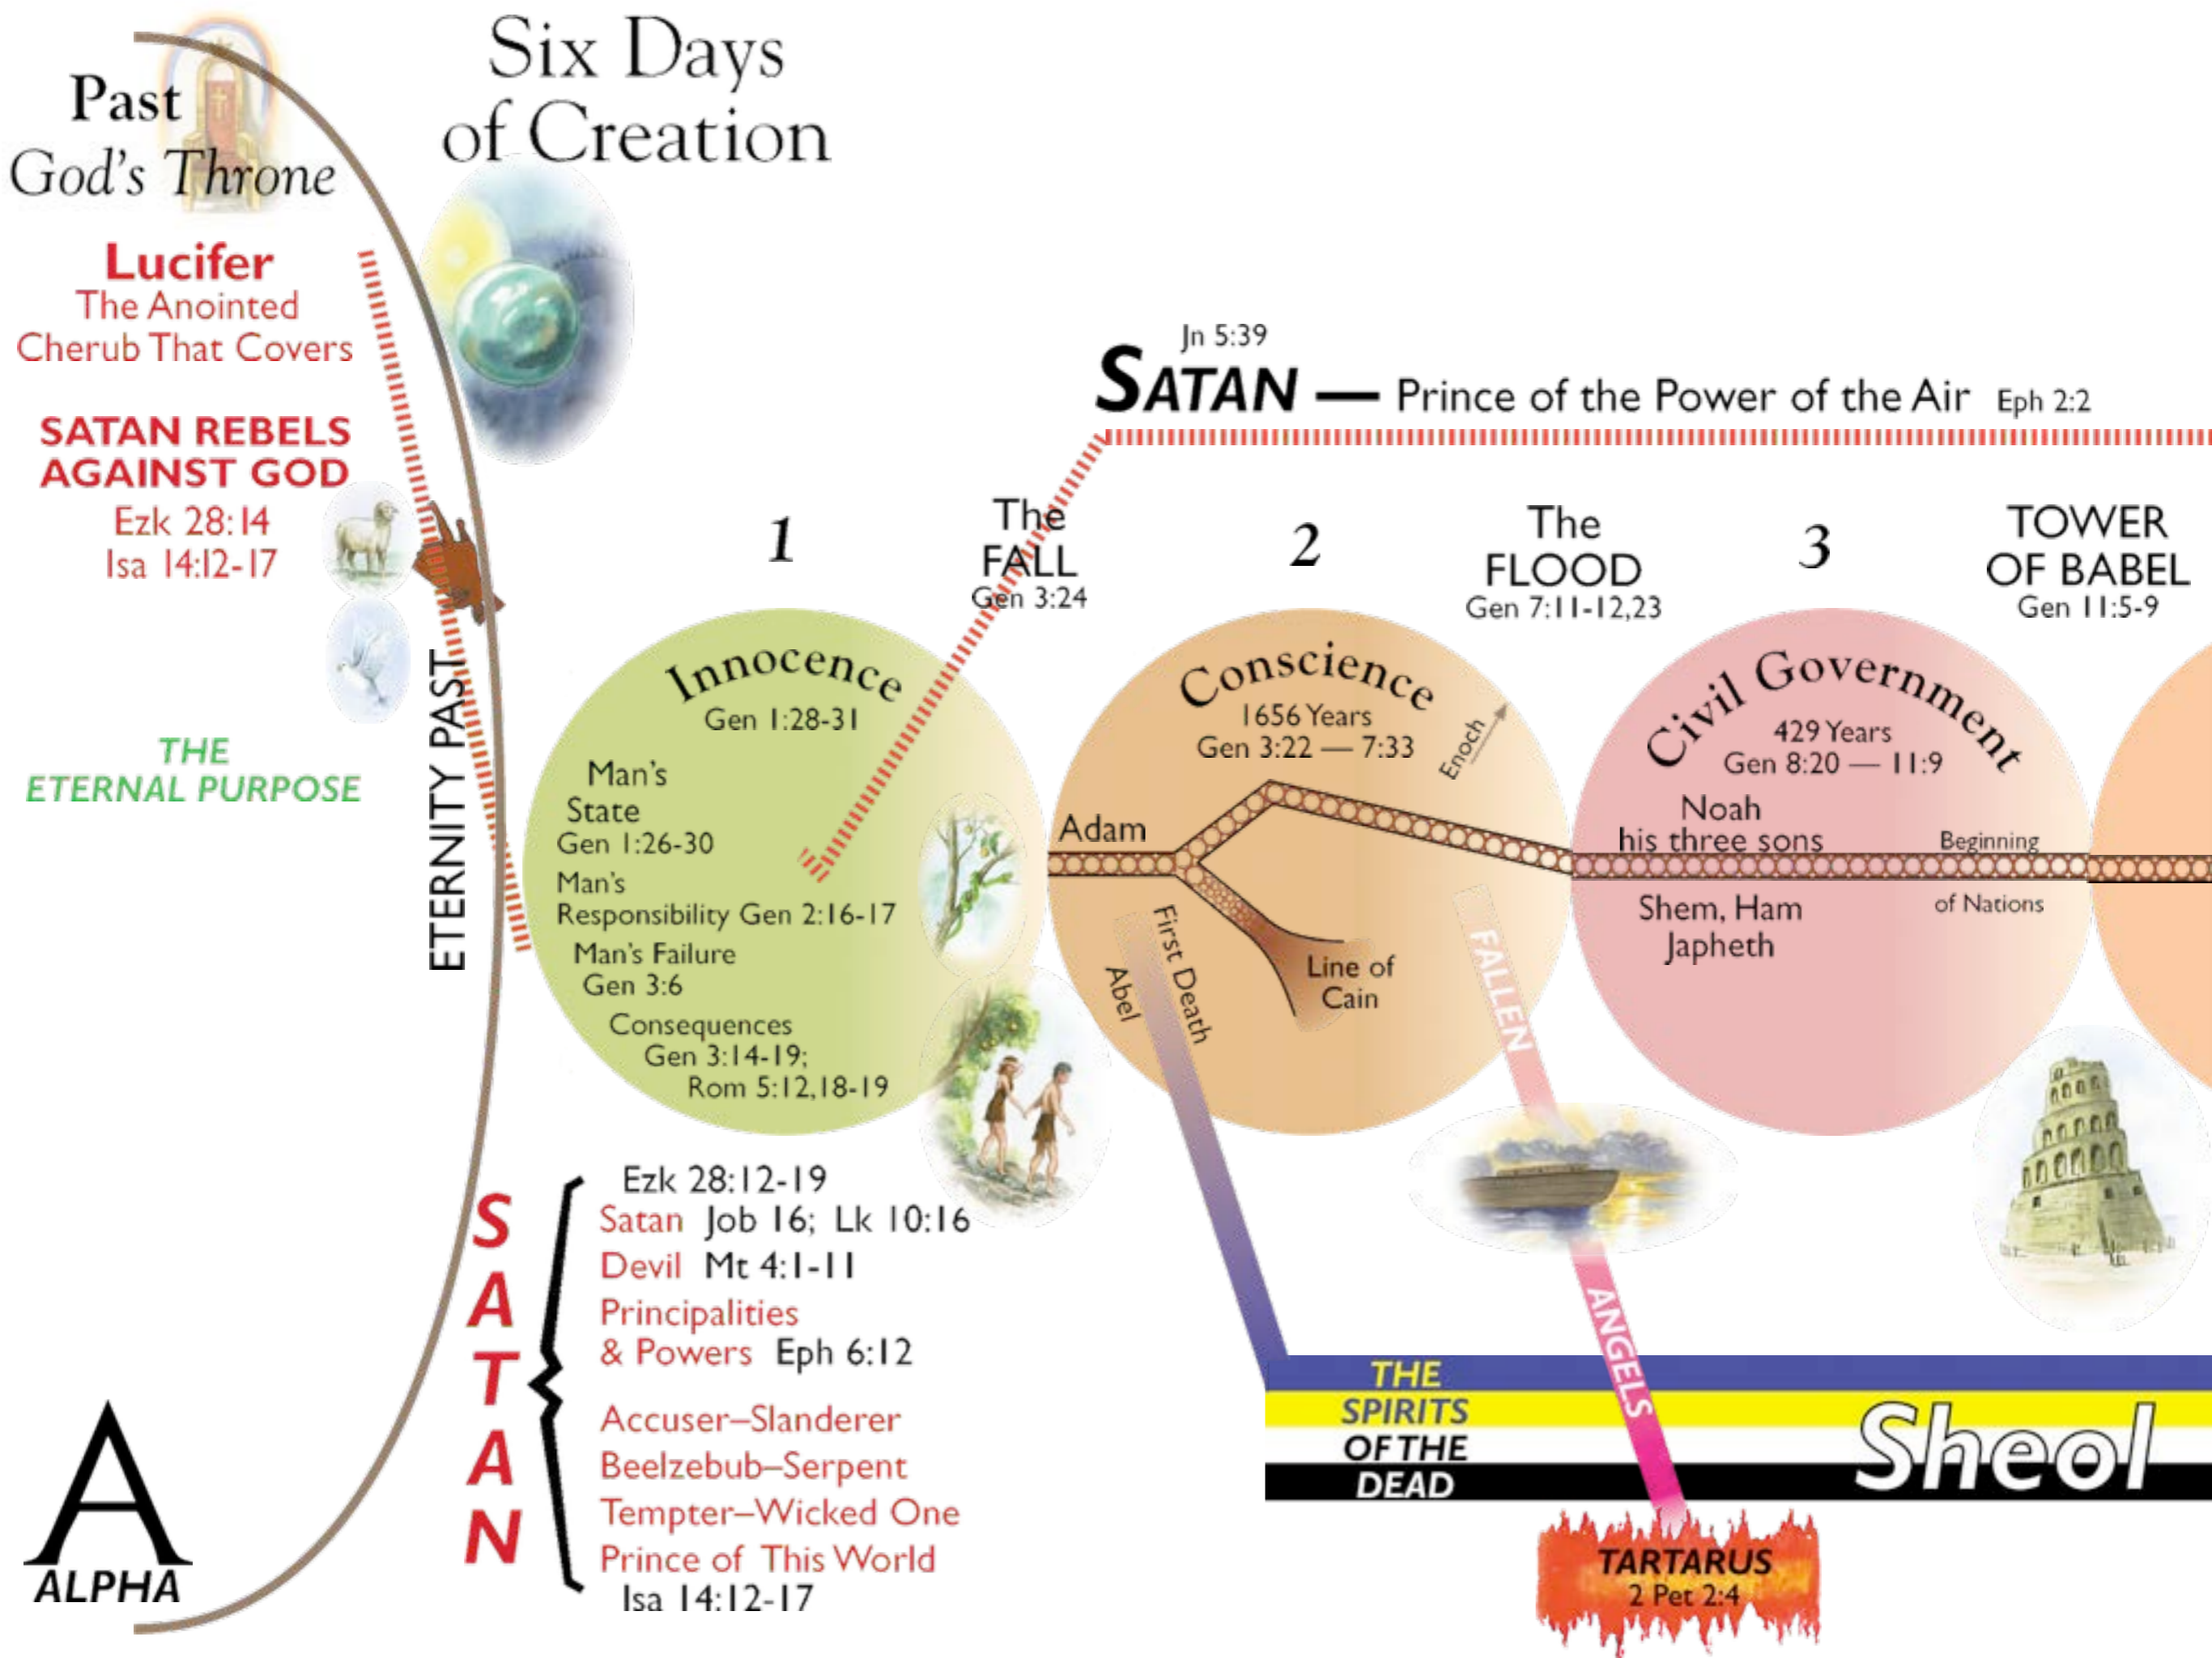 Past
God's Throne
Six Days
of Creation
Lucifer
The Anointed
Cherub That Covers
SATAN REBELS
AGAINST GOD
Ezk 28:14
Isa 14:12-17
THE
ETERNAL PURPOSE
ETERNITY PAST
A
ALPHA
Jn 5:39
SATAN — Prince of the Power of the Air Eph 2:2
1
The
FALL
Gen 3:24
2
The
FLOOD
Gen 7:11-12,23
3
TOWER
OF BABEL
Gen 11:5-9
Innocence
Gen 1:28-31
Man's
State
Gen 1:26-30
Man's
Responsibility Gen 2:16-17
Man's Failure
Gen 3:6
Consequences
Gen 3:14-19;
Rom 5:12,18-19
Conscience
1656 Years
Gen 3:22 — 7:33
Enoch
Adam
First Death
Abel
Line of
Cain
FALLEN
ANGELS
Civil Government
429 Years
Gen 8:20 — 11:9
Noah
his three sons
Beginning
of Nations
Shem, Ham
Japheth
SATAN
Ezk 28:12-19
Satan Job 16; Lk 10:16
Devil Mt 4:1-11
Principalities
& Powers Eph 6:12
Accuser–Slanderer
Beelzebub–Serpent
Tempter–Wicked One
Prince of This World
Isa 14:12-17
THE
SPIRITS
OF THE
DEAD
Sheol
TARTARUS
2 Pet 2:4